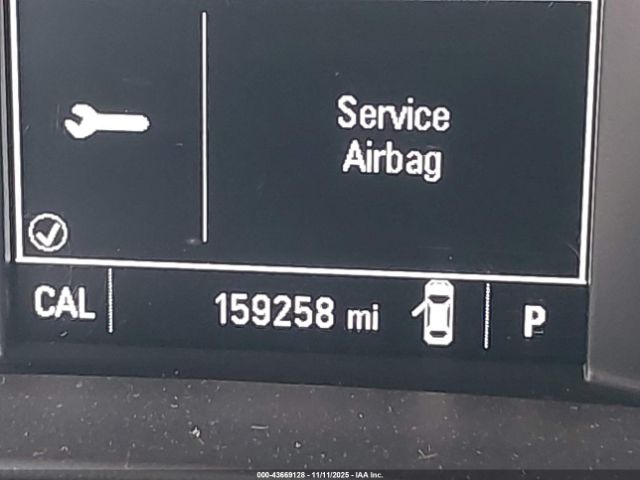 Service
Airbag
CAL 159258 mi P
000-43669128 - 11/11/2025 - IAA Inc.